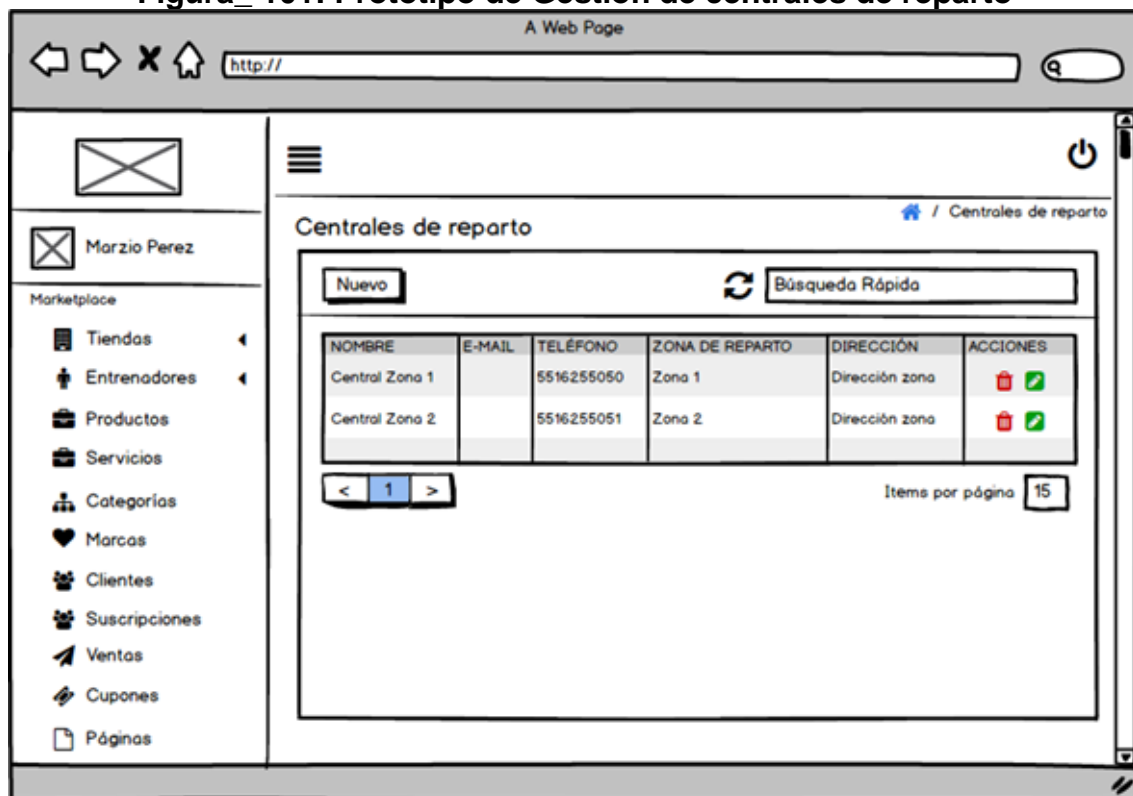 A Web Page
http://
Marzio Perez
Marketplace
Tiendas
Entrenadores
Productos
Servicios
Categorías
Marcas
Clientes
Suscripciones
Ventas
Cupones
Páginas
/ Centrales de reparto
Centrales de reparto
Nuevo
Búsqueda Rápida
NOMBRE E-MAIL TELÉFONO ZONA DE REPARTO DIRECCIÓN ACCIONES
Central Zona 1 5516255050 Zona 1 Dirección zona
Central Zona 2 5516255051 Zona 2 Dirección zona
< 1 >
Items por página 15